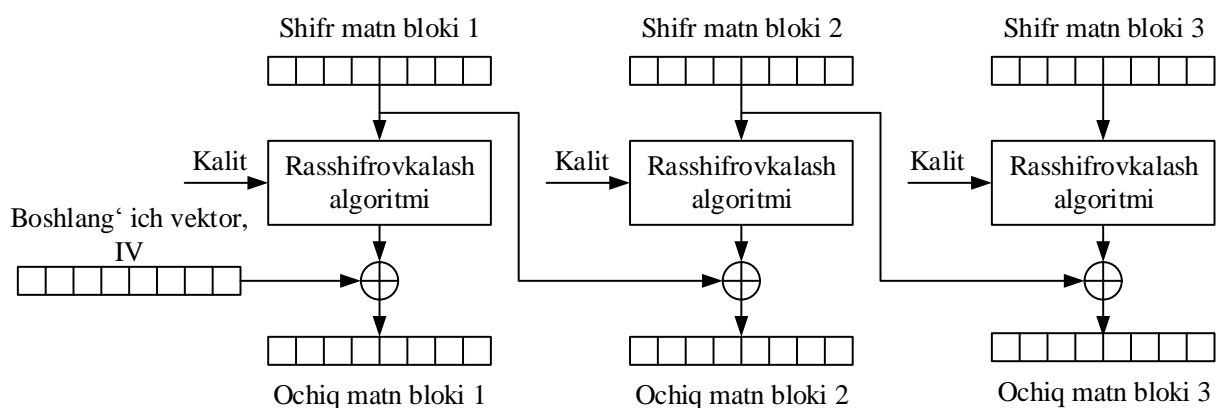 Shifr matn bloki 1
Shifr matn bloki 2
Shifr matn bloki 3
Kalit
Rasshifrovkalash
algoritmi
Kalit
Rasshifrovkalash
algoritmi
Kalit
Rasshifrovkalash
algoritmi
Boshlang‘ ich vektor,
IV
Ochiq matn bloki 1
Ochiq matn bloki 2
Ochiq matn bloki 3